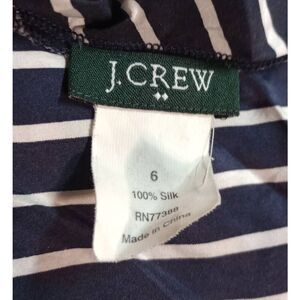 J.CREW
6
100% Silk
RN77388
Made in China